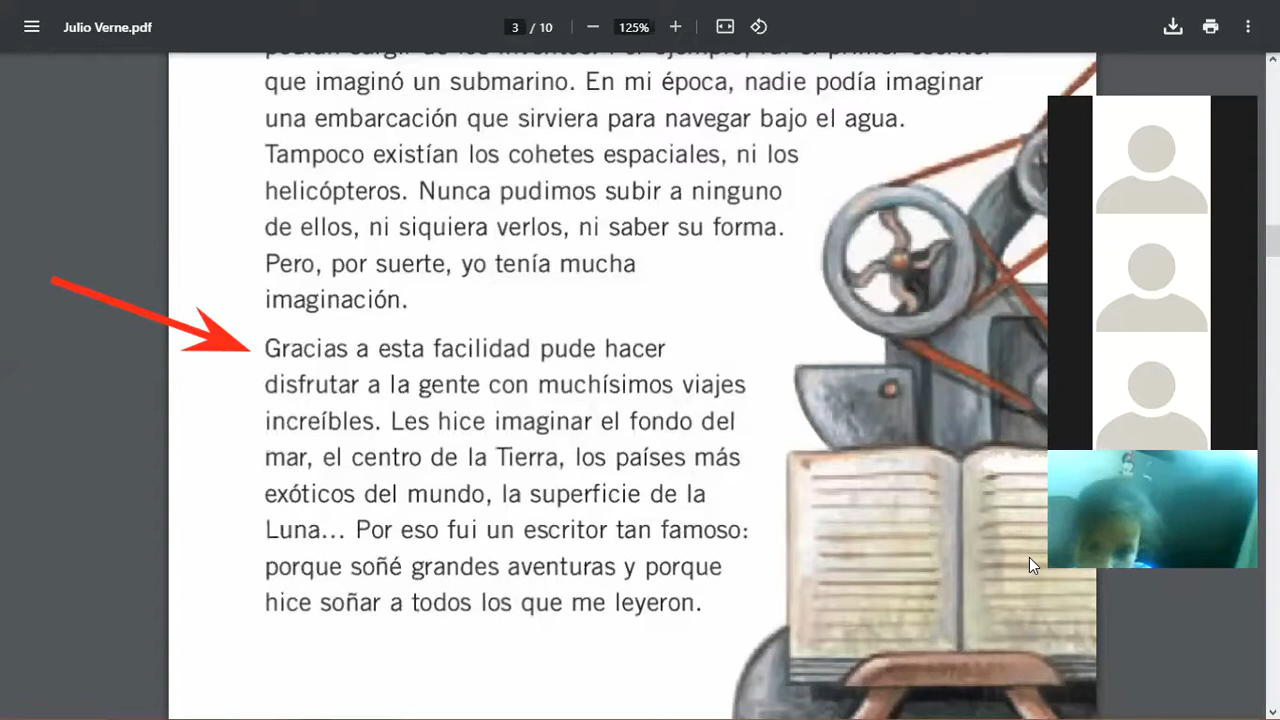 Julio Verne.pdf
3 / 10
125%
que imaginó un submarino. En mi época, nadie podía imaginar
una embarcación que sirviera para navegar bajo el agua.
Tampoco existían los cohetes espaciales, ni los
helicópteros. Nunca pudimos subir a ninguno
de ellos, ni siquiera verlos, ni saber su forma.
Pero, por suerte, yo tenía mucha
imaginación.
Gracias a esta facilidad pude hacer
disfrutar a la gente con muchísimos viajes
increíbles. Les hice imaginar el fondo del
mar, el centro de la Tierra, los países más
exóticos del mundo, la superficie de la
Luna... Por eso fui un escritor tan famoso:
porque soñé grandes aventuras y porque
hice soñar a todos los que me leyeron.